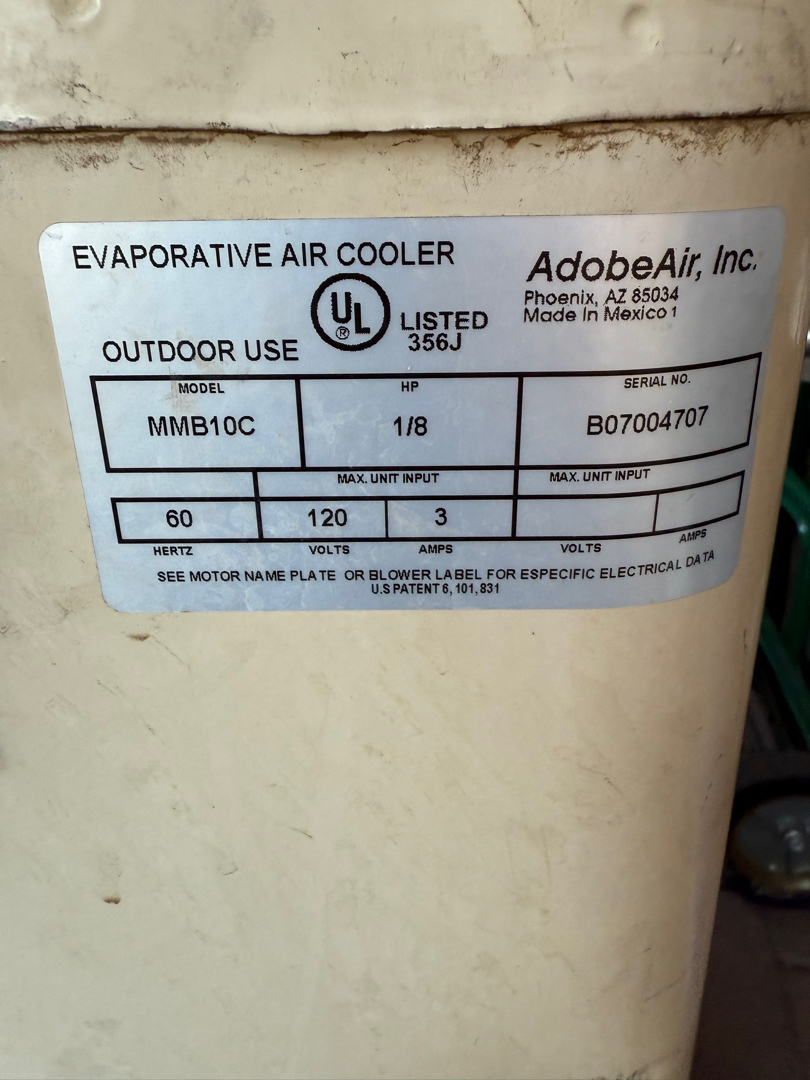 EVAPORATIVE AIR COOLER
AdobeAir, Inc.
Phoenix, AZ 85034
Made In Mexico 1
UL
®
LISTED
356J
OUTDOOR USE
MODEL
HP
SERIAL NO.
MMB10C
1/8
B07004707
MAX. UNIT INPUT
MAX. UNIT INPUT
60
120
3
HERTZ
VOLTS
AMPS
VOLTS
AMPS
SEE MOTOR NAME PLATE OR BLOWER LABEL FOR ESPECIFIC ELECTRICAL DATA
U.S PATENT 6, 101, 831